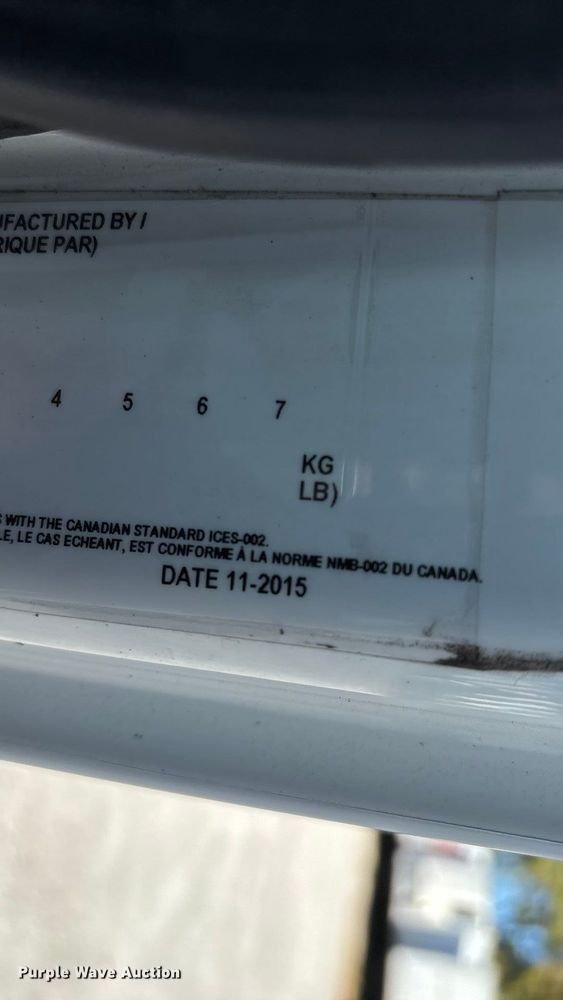 UFACTURED BY /
RIQUE PAR)
4 5 6 7
KG
LB)
WITH THE CANADIAN STANDARD ICES-002.
LE, LE CAS ECHEANT, EST CONFORME À LA NORME NMB-002 DU CANADA.
DATE 11-2015
Purple Wave Auction